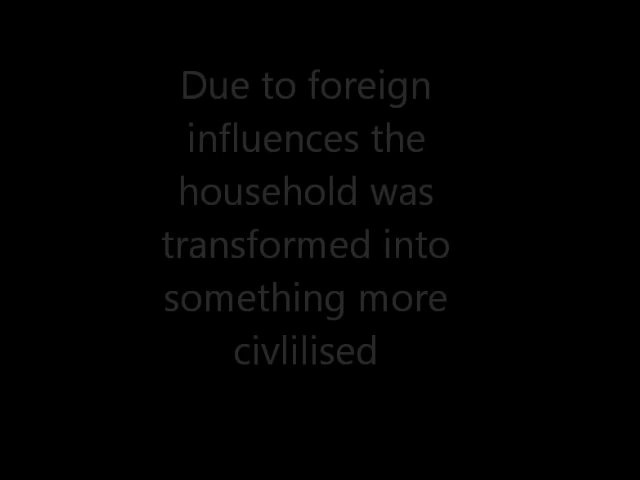 Due to foreign
influences the
household was
transformed into
something more
civlilised